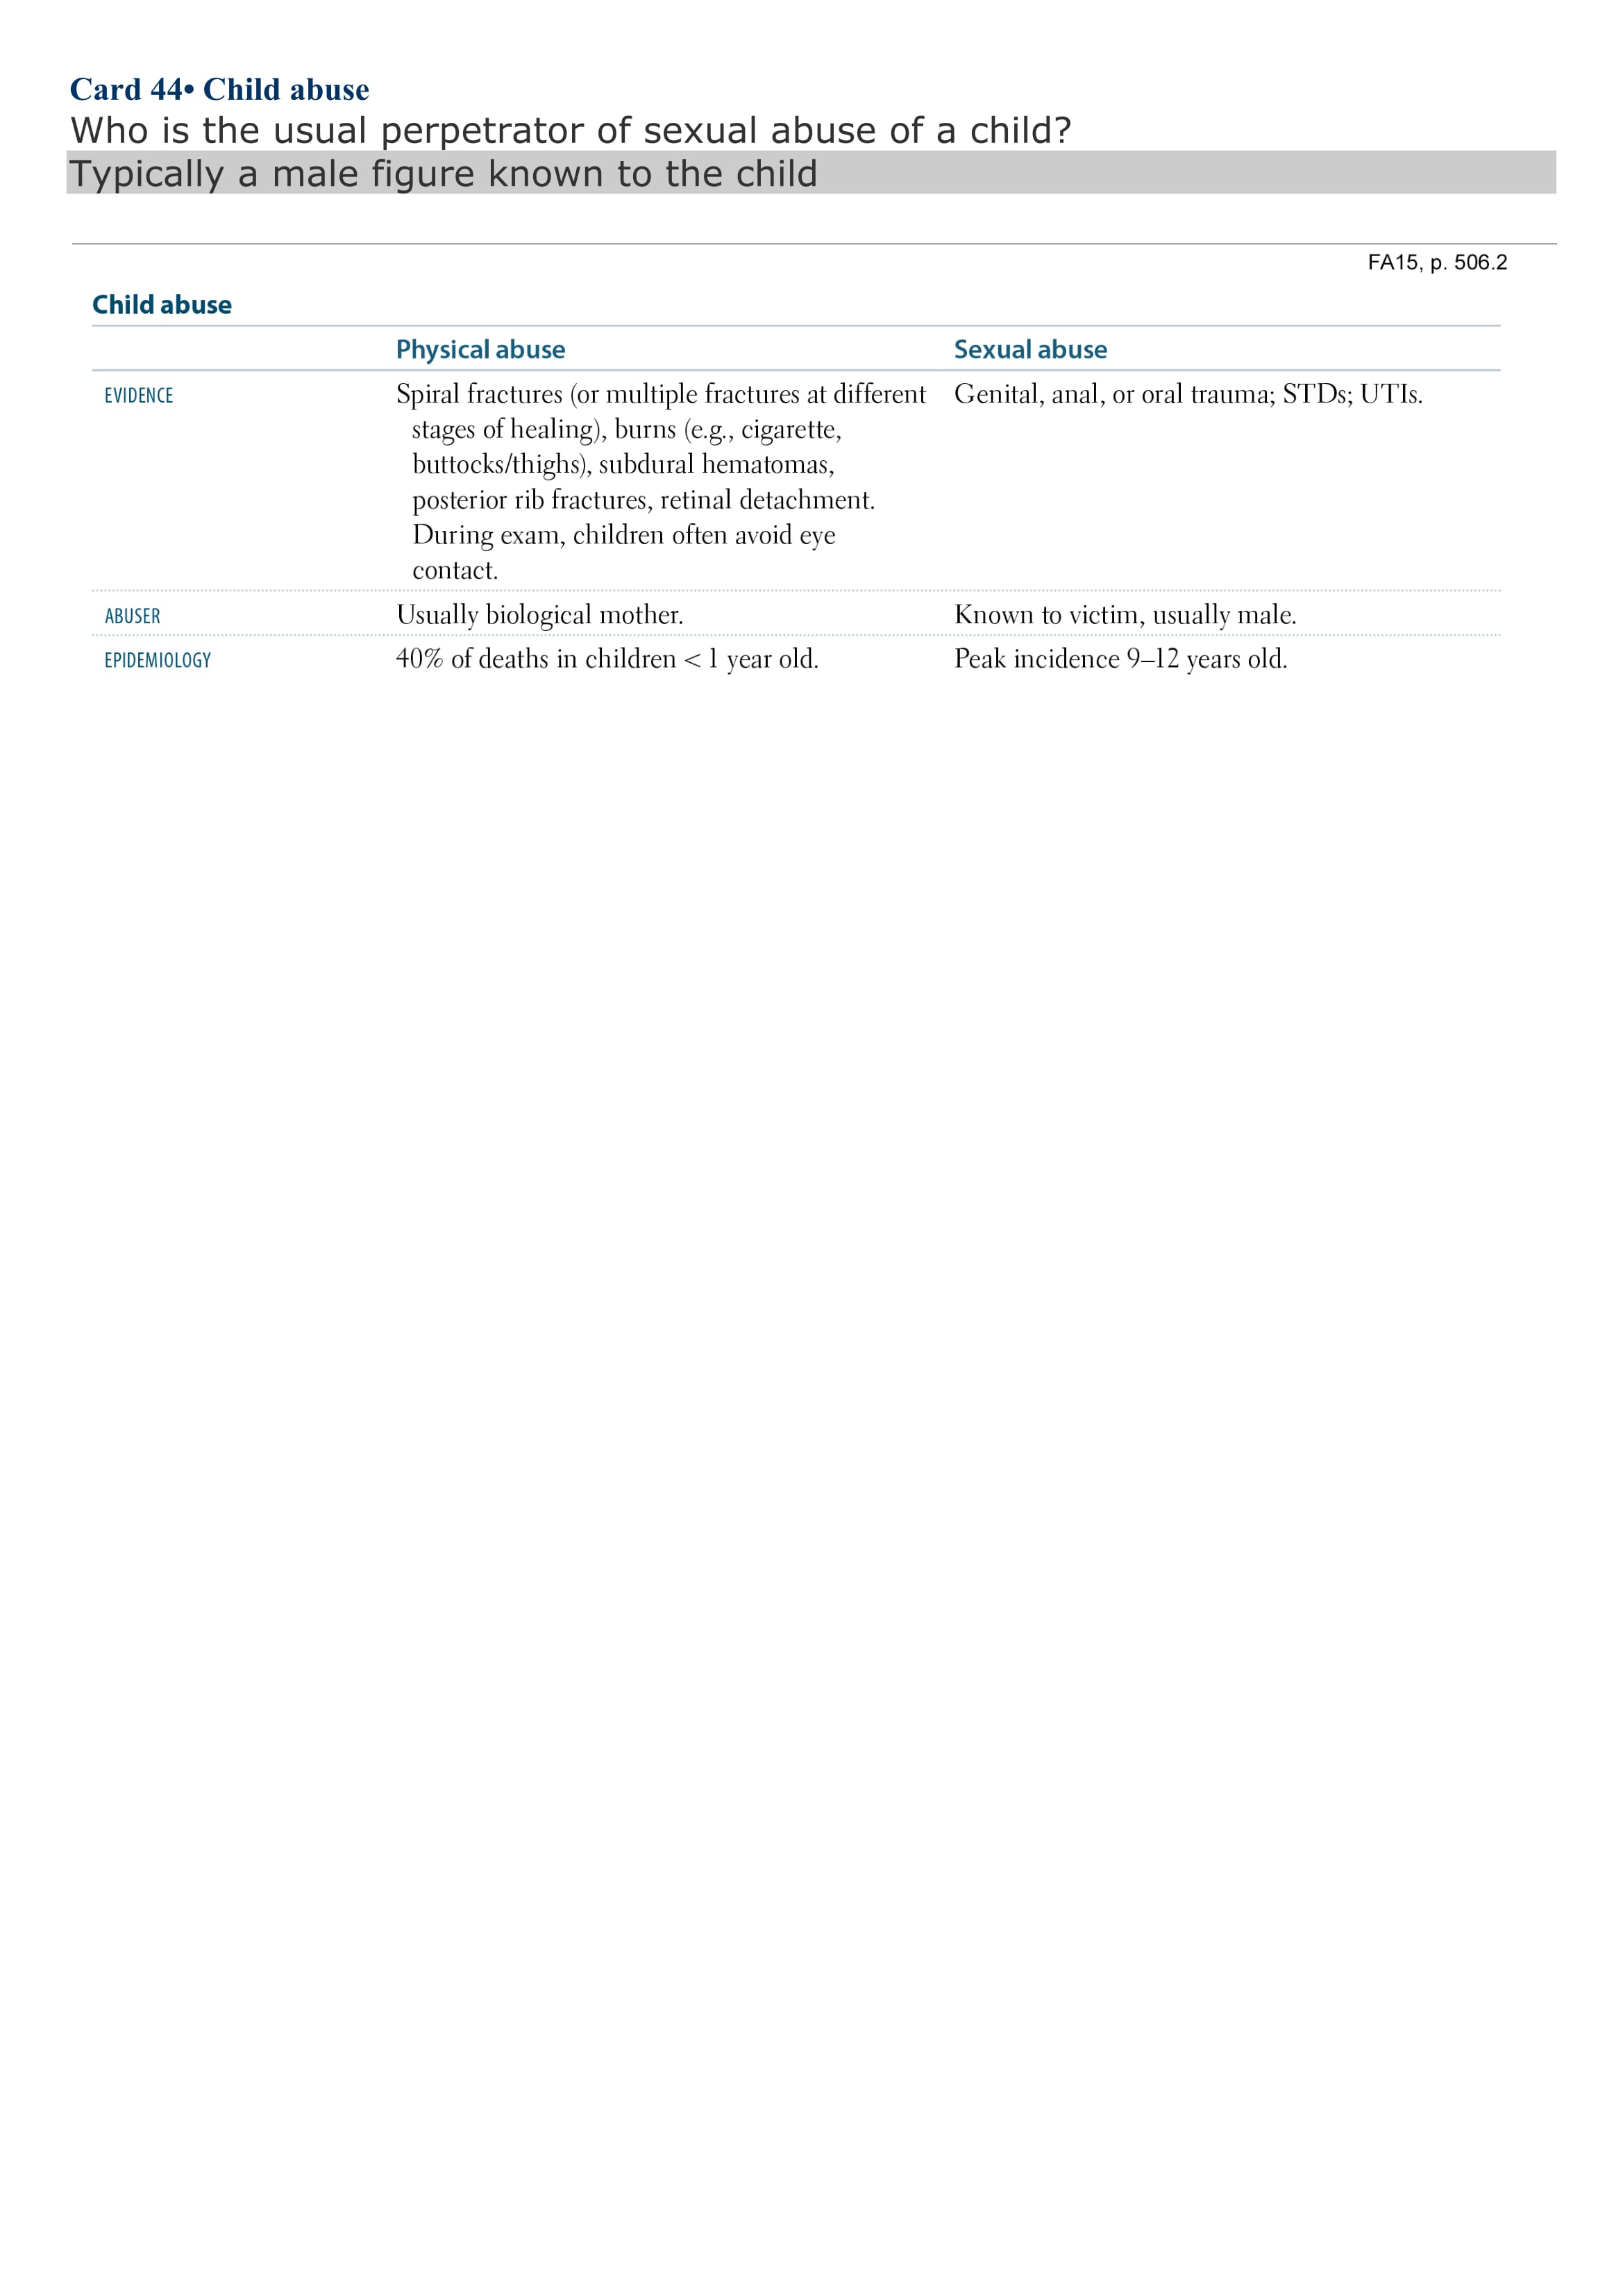 Card 44• Child abuse
Who is the usual perpetrator of sexual abuse of a child?
Typically a male figure known to the child
FA15, p. 506.2
Child abuse
Physical abuse Sexual abuse
EVIDENCE Spiral fractures (or multiple fractures at different Genital, anal, or oral trauma; STDs; UTIs.
stages of healing), burns (e.g., cigarette,
buttocks/thighs), subdural hematomas,
posterior rib fractures, retinal detachment.
During exam, children often avoid eye
contact.
ABUSER Usually biological mother. Known to victim, usually male.
EPIDEMIOLOGY 40% of deaths in children < 1 year old. Peak incidence 9–12 years old.